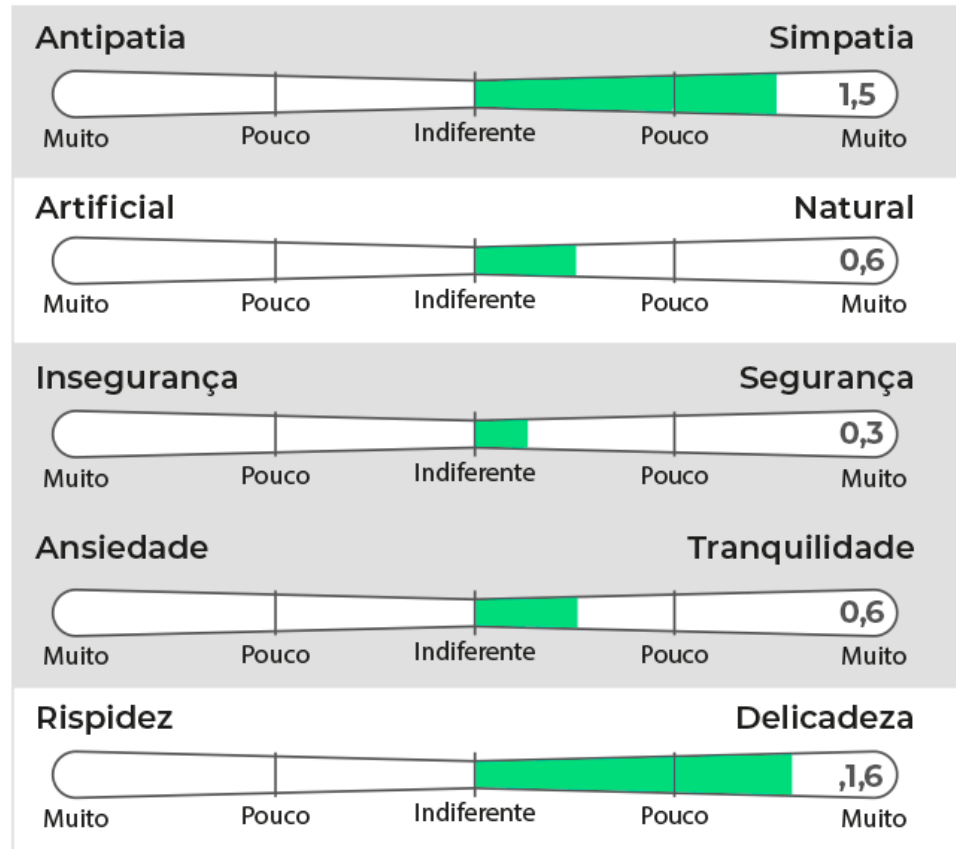 Antipatia Simpatia
1,5
Muito Pouco Indiferente Pouco Muito
Artificial Natural
0,6
Muito Pouco Indiferente Pouco Muito
Insegurança Segurança
0,3
Muito Pouco Indiferente Pouco Muito
Ansiedade Tranquilidade
0,6
Muito Pouco Indiferente Pouco Muito
Rispidez Delicadeza
,1,6
Muito Pouco Indiferente Pouco Muito